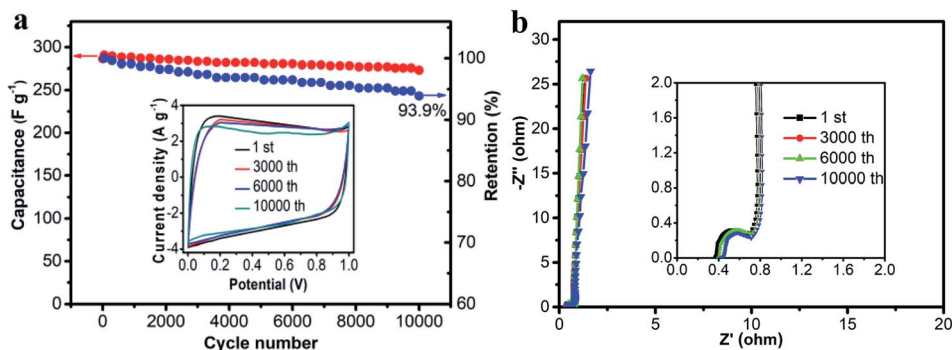 a
Capacitance (F g⁻¹)
300
250
200
150
100
50
0
0 2000 4000 6000 8000 10000
Cycle number
100
90
80
70
60
Retention (%)
93.9%
Current density (A g⁻¹)
4
2
0
-2
-4
0.0 0.2 0.4 0.6 0.8 1.0
Potential (V)
1 st
3000 th
6000 th
10000 th
b
-Z'' (ohm)
30
25
20
15
10
5
0
0 5 10 15 20
Z' (ohm)
2.0
1.6
1.2
0.8
0.4
0.0
0.0 0.4 0.8 1.2 1.6 2.0
1 st
3000 th
6000 th
10000 th